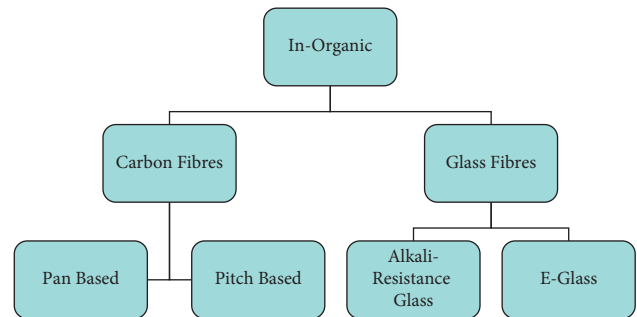 In-Organic
Carbon Fibres
Glass Fibres
Pan Based
Pitch Based
Alkali-
Resistance
Glass
E-Glass